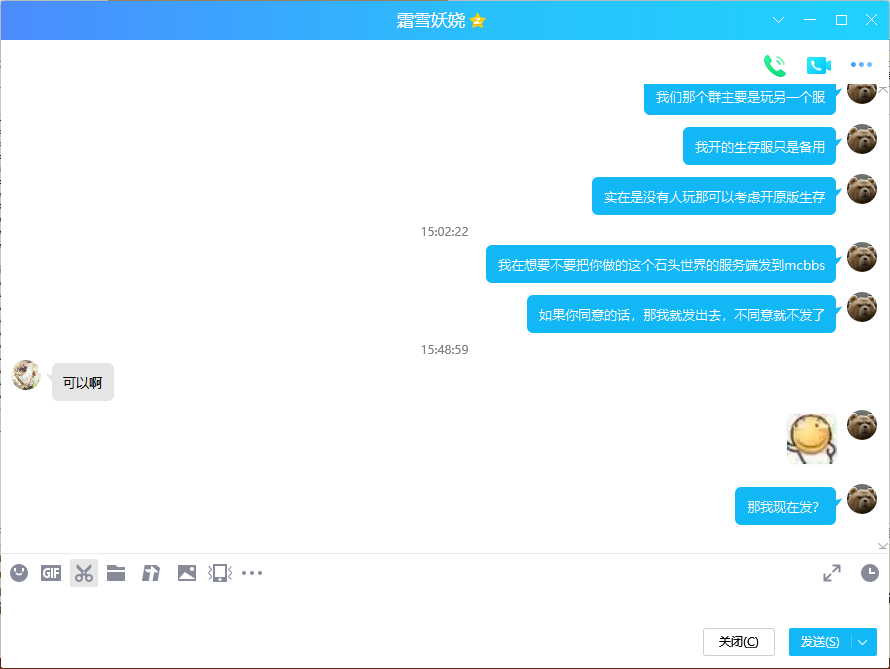 霜雪妖娆
我们那个群主要是玩另一个服
我开的生存服只是备用
实在是没有人玩那可以考虑开原版生存
15:02:22
我在想要不要把你做的这个石头世界的服务端发到mcbbs
如果你同意的话，那我就发出去，不同意就不发了
15:48:59
可以啊
那我现在发？
GIF
关闭(C)
发送(S)